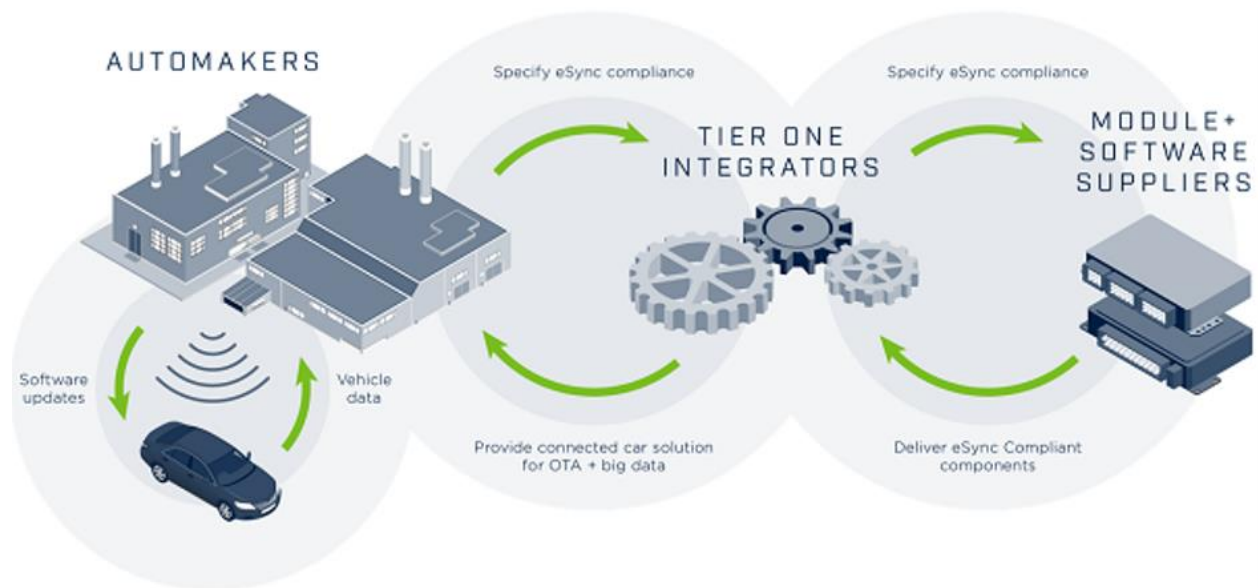 AUTOMAKERS
Specify eSync compliance
Specify eSync compliance
TIER ONE
INTEGRATORS
MODULE+
SOFTWARE
SUPPLIERS
Software
updates
Vehicle
data
Provide connected car solution
for OTA + big data
Deliver eSync Compliant
components